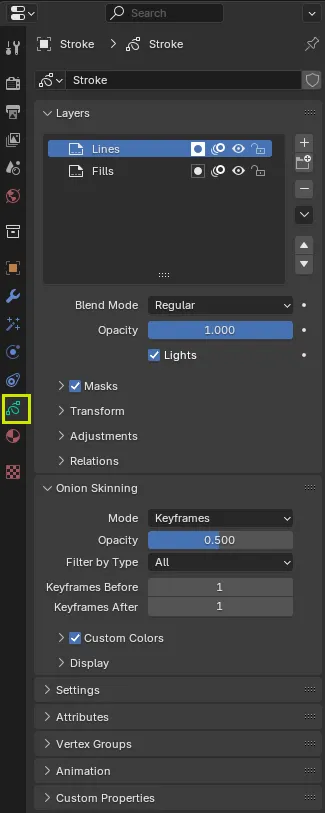 Search
Stroke > Stroke
Stroke
Layers
Lines
Fills
Blend Mode Regular
Opacity 1.000
Lights
Masks
Transform
Adjustments
Relations
Onion Skinning
Mode Keyframes
Opacity 0.500
Filter by Type All
Keyframes Before 1
Keyframes After 1
Custom Colors
Display
Settings
Attributes
Vertex Groups
Animation
Custom Properties